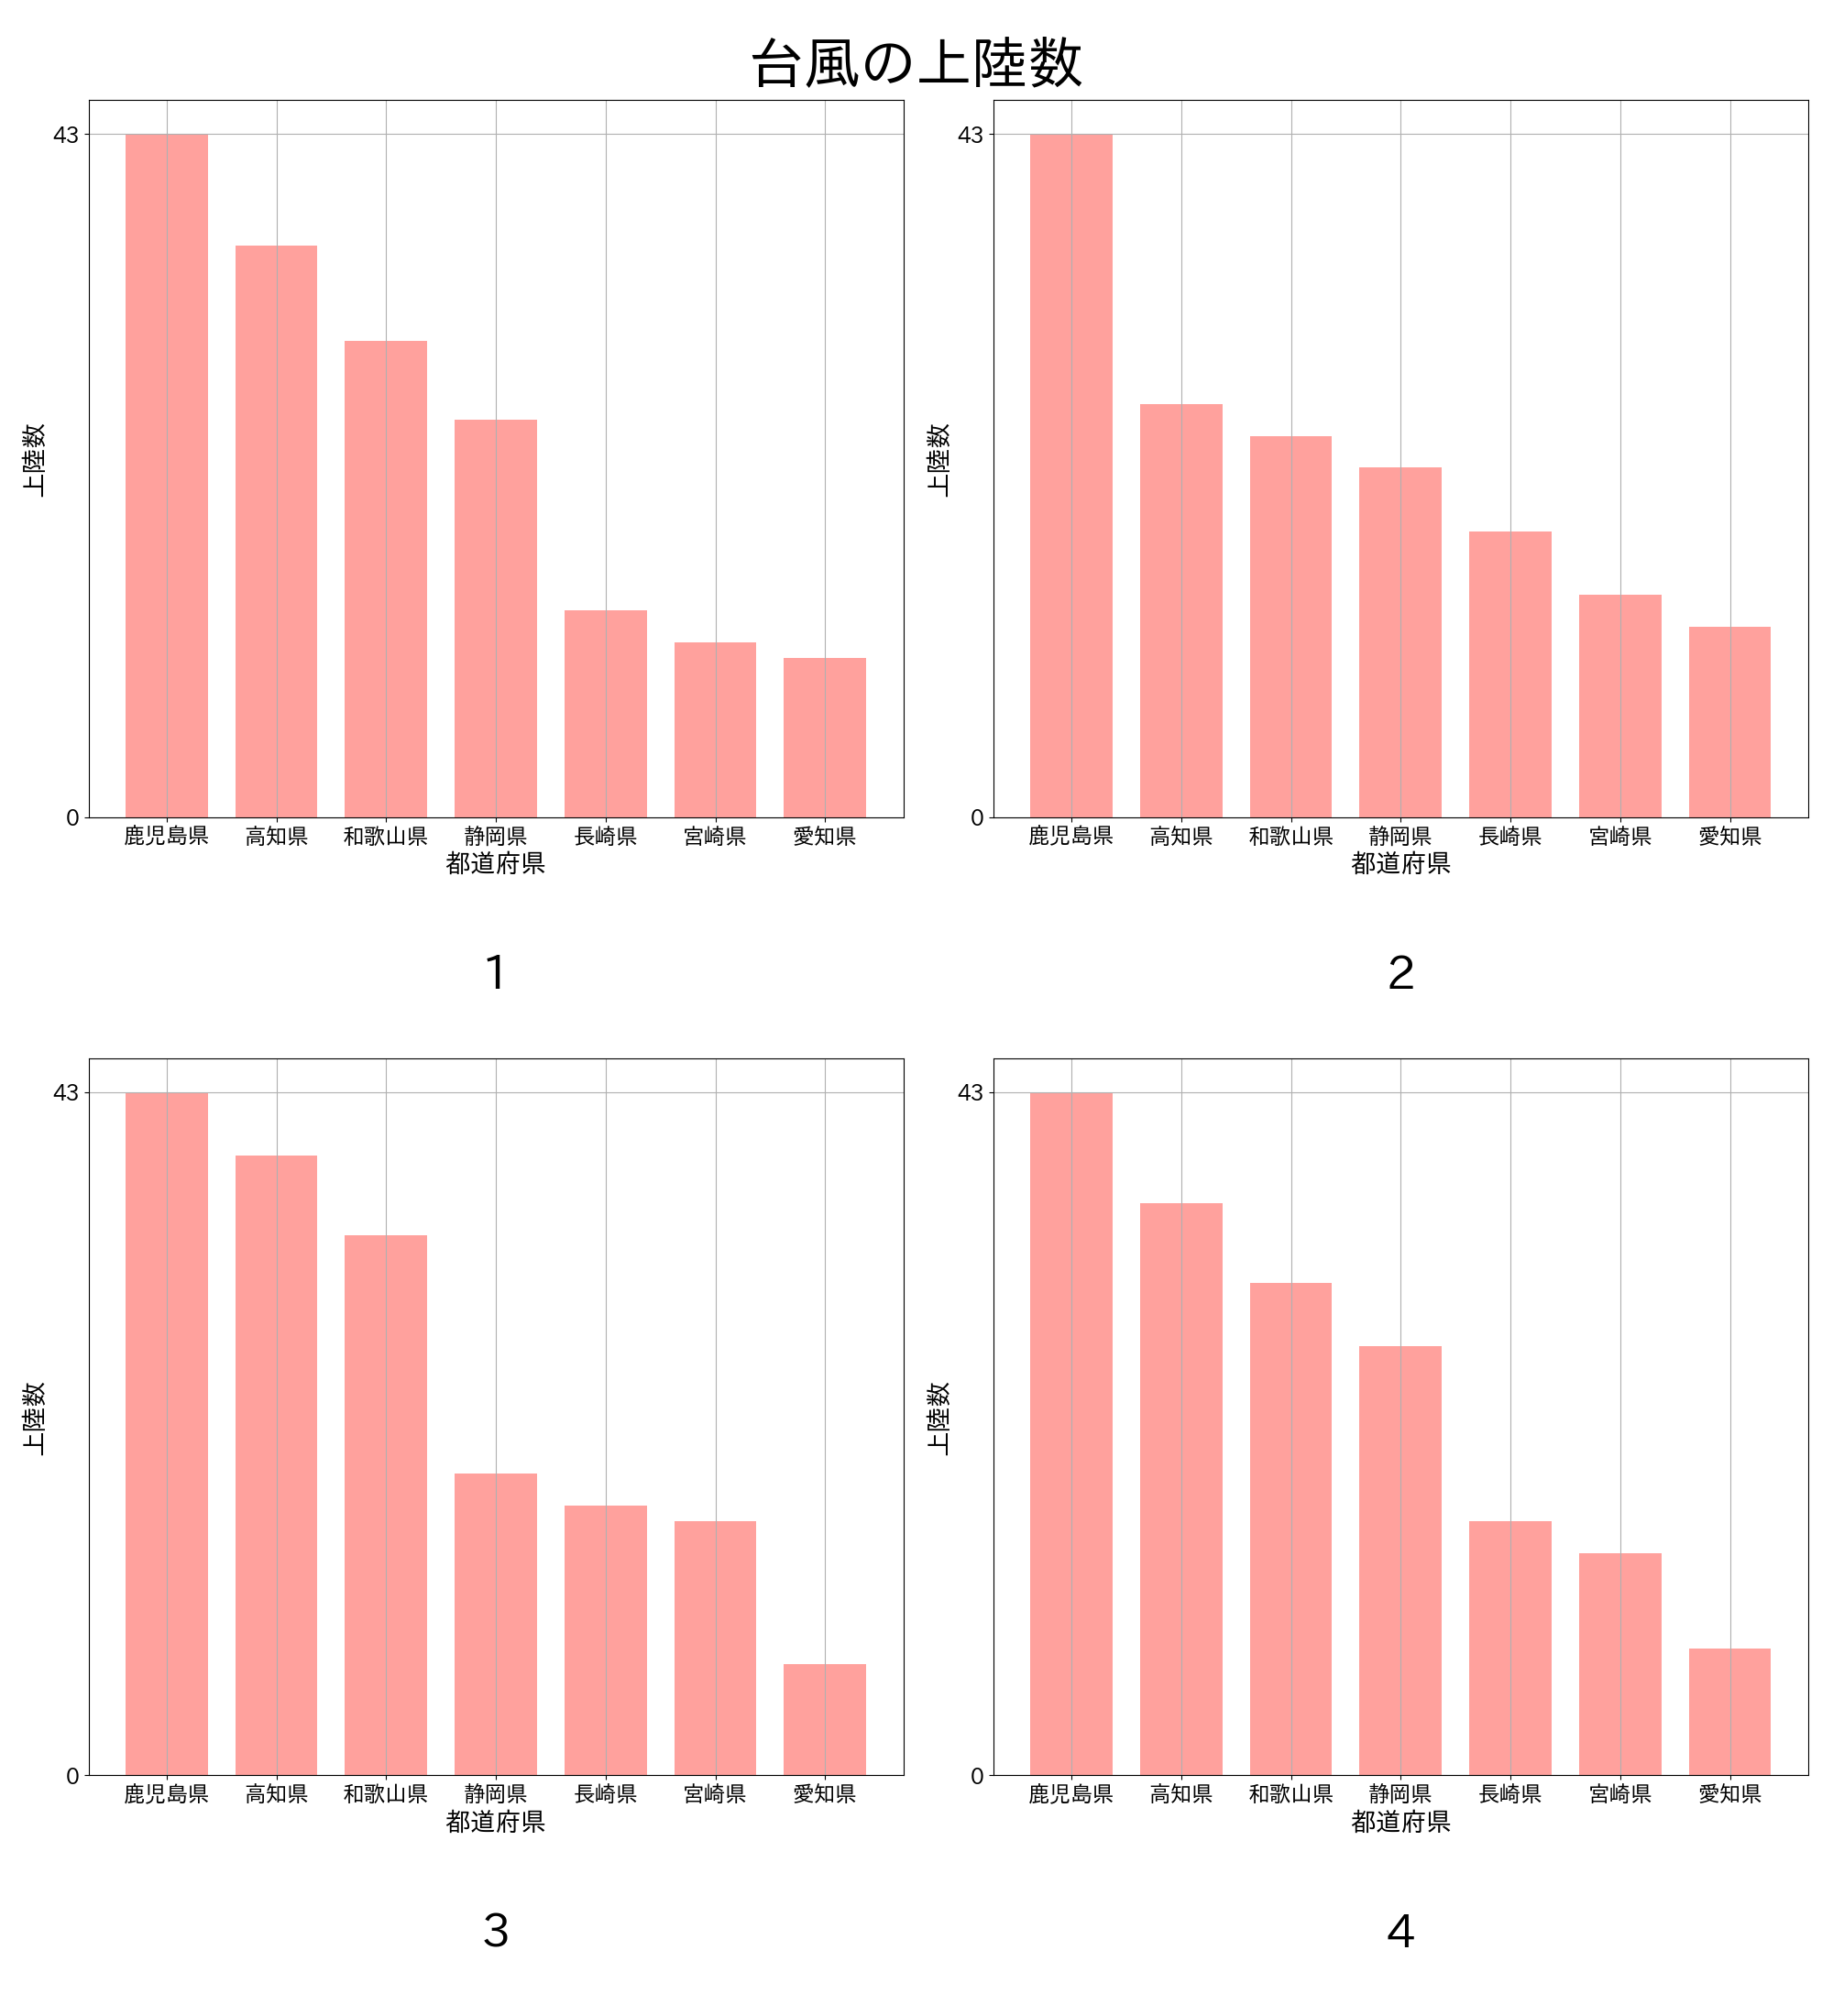 台風の上陸数
43
0
上陸数
鹿児島県 高知県 和歌山県 静岡県 長崎県 宮崎県 愛知県
都道府県
1
43
0
上陸数
鹿児島県 高知県 和歌山県 静岡県 長崎県 宮崎県 愛知県
都道府県
2
43
0
上陸数
鹿児島県 高知県 和歌山県 静岡県 長崎県 宮崎県 愛知県
都道府県
3
43
0
上陸数
鹿児島県 高知県 和歌山県 静岡県 長崎県 宮崎県 愛知県
都道府県
4